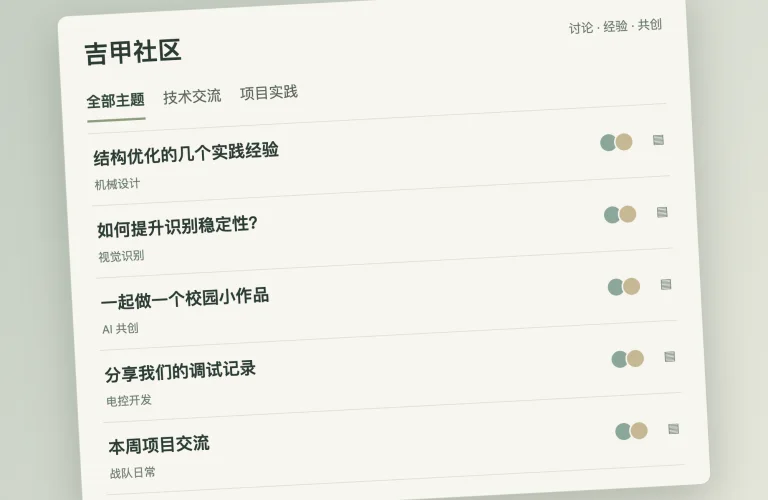 吉甲社区
讨论 · 经验 · 共创
全部主题 技术交流 项目实践
结构优化的几个实践经验
机械设计
如何提升识别稳定性?
视觉识别
一起做一个校园小作品
AI 共创
分享我们的调试记录
电控开发
本周项目交流
战队日常